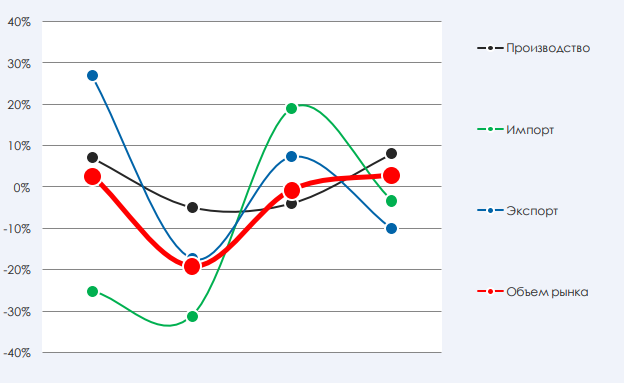 40%
30%
20%
10%
0%
-10%
-20%
-30%
-40%
Производство
Импорт
Экспорт
Объем рынка